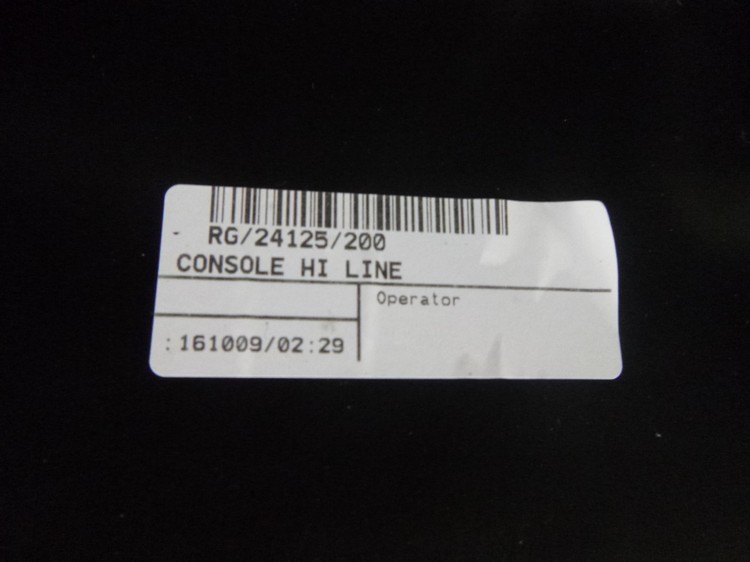 RG/24125/200
CONSOLE HI LINE
Operator
:161009/02:29